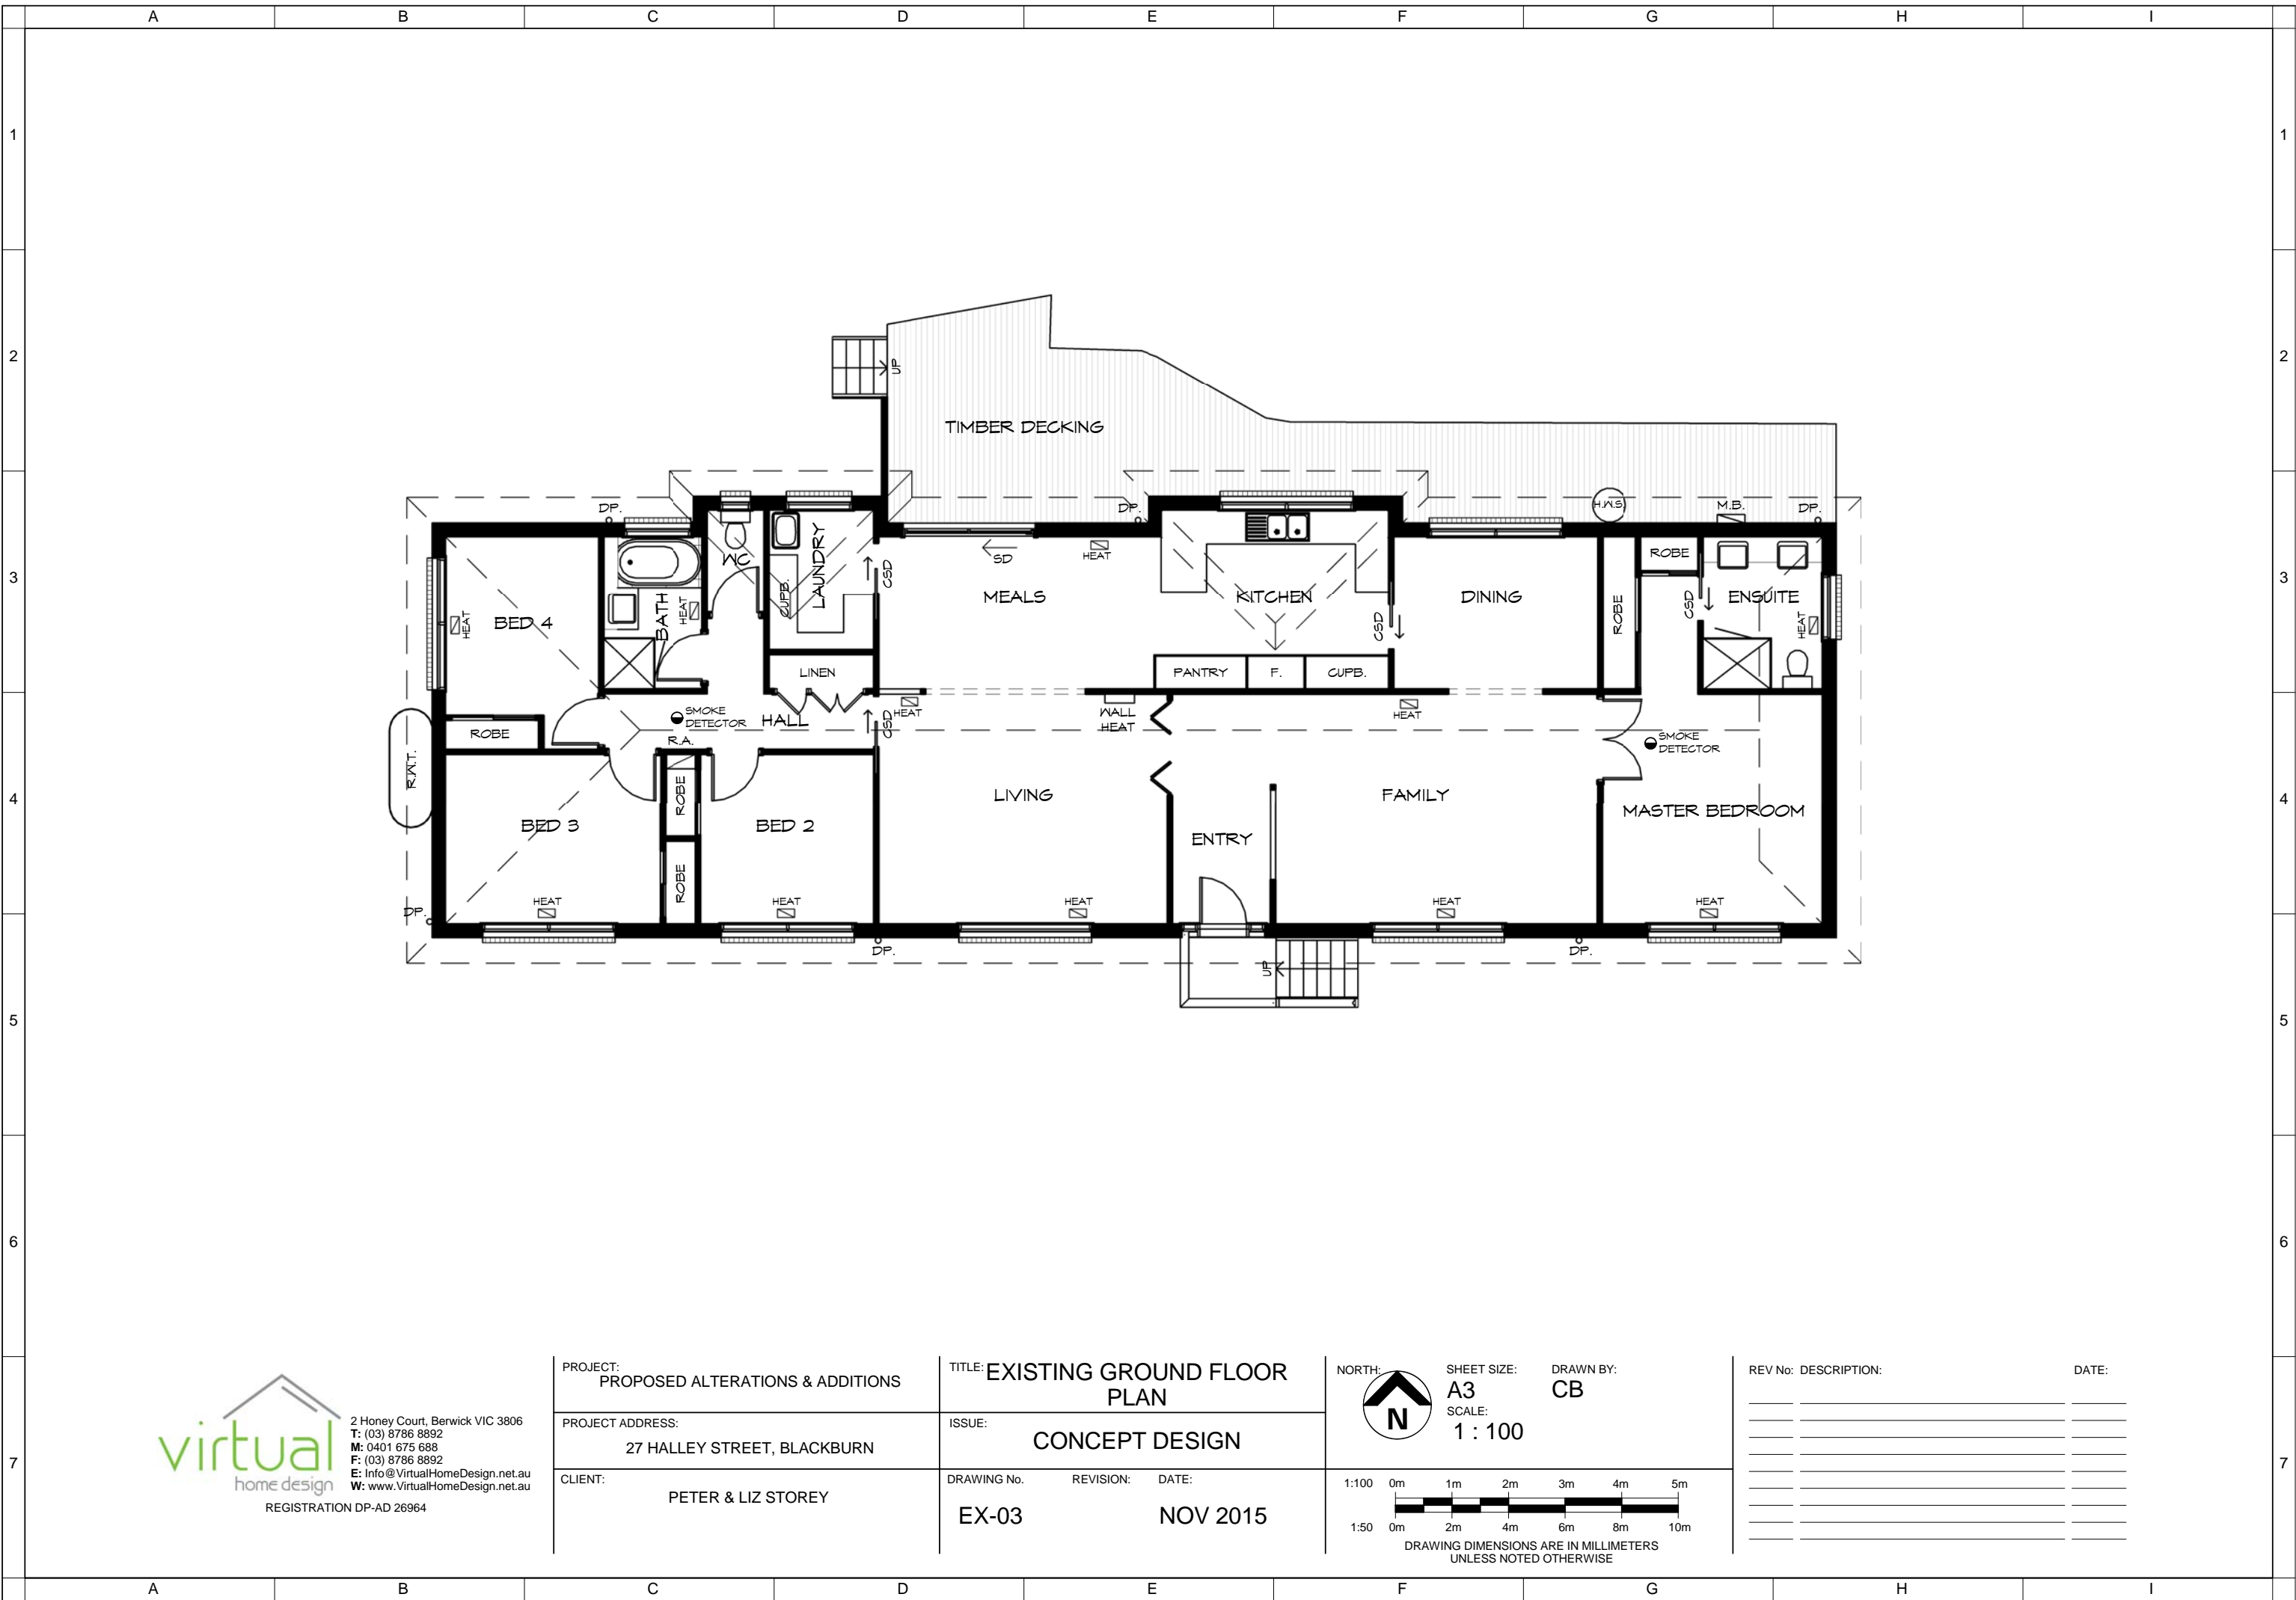 A B C D E F G H I
1 1
2 2
3 3
4 4
5 5
6 6
7 7
UP
TIMBER DECKING
DP.
DP.
H.W.S
M.B.
DP.
WC
LAUNDRY
CUPB.
CSD
SD
HEAT
ROBE
BED 4
HEAT
BATH
HEAT
MEALS
KITCHEN
CSD
DINING
ROBE
CSD
ENSUITE
HEAT
LINEN
PANTRY
F.
CUPB.
ROBE
SMOKE
DETECTOR
HALL
R.A.
CSD
HEAT
WALL
HEAT
HEAT
SMOKE
DETECTOR
R.W.T.
BED 3
ROBE
ROBE
BED 2
LIVING
ENTRY
FAMILY
MASTER BEDROOM
HEAT
HEAT
HEAT
HEAT
HEAT
DP.
DP.
UP
DP.
virtual
home design
2 Honey Court, Berwick VIC 3806
T: (03) 8786 8892
M: 0401 675 688
F: (03) 8786 8892
E: Info@VirtualHomeDesign.net.au
W: www.VirtualHomeDesign.net.au
REGISTRATION DP-AD 26964
PROJECT:
PROPOSED ALTERATIONS & ADDITIONS
PROJECT ADDRESS:
27 HALLEY STREET, BLACKBURN
CLIENT:
PETER & LIZ STOREY
TITLE: EXISTING GROUND FLOOR
PLAN
ISSUE:
CONCEPT DESIGN
DRAWING No. REVISION: DATE:
EX-03 NOV 2015
NORTH:
N
SHEET SIZE:
A3
SCALE:
1 : 100
DRAWN BY:
CB
1:100 0m 1m 2m 3m 4m 5m
1:50 0m 2m 4m 6m 8m 10m
DRAWING DIMENSIONS ARE IN MILLIMETERS
UNLESS NOTED OTHERWISE
REV No: DESCRIPTION: DATE:
A B C D E F G H I